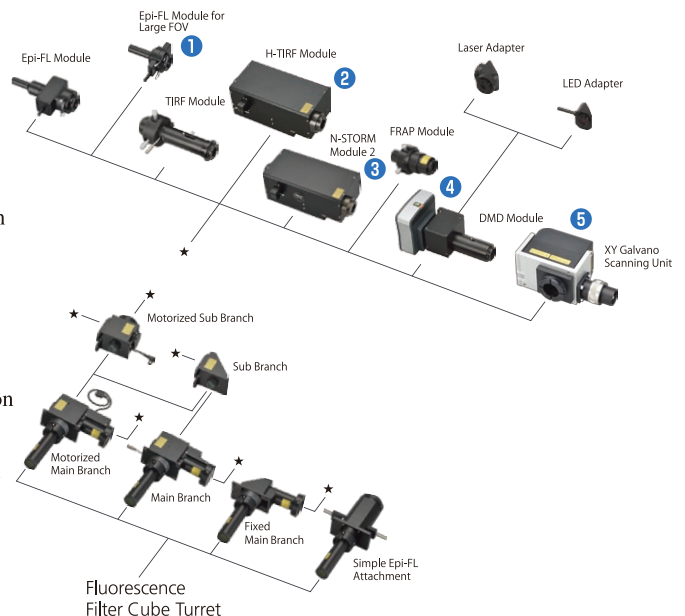 Epi-FL Module for
Large FOV
1
Epi-FL Module
H-TIRF Module
2
Laser Adapter
LED Adapter
TIRF Module
N-STORM
Module 2
3
FRAP Module
4
DMD Module
5
XY Galvano
Scanning Unit
n
★
★
★
Motorized Sub Branch
★
Sub Branch
on
★
★
★
Motorized
Main Branch
Main Branch
Fixed
Main Branch
Simple Epi-FL
Attachment
Fluorescence
Filter Cube Turret